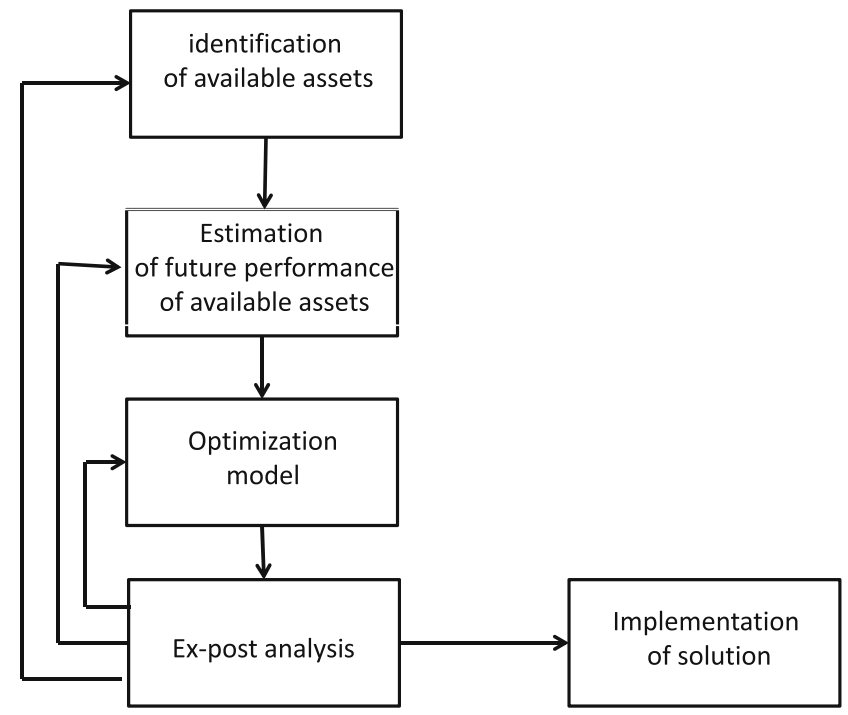 identification
of available assets
Estimation
of future performance
of available assets
Optimization
model
Ex-post analysis
Implementation
of solution